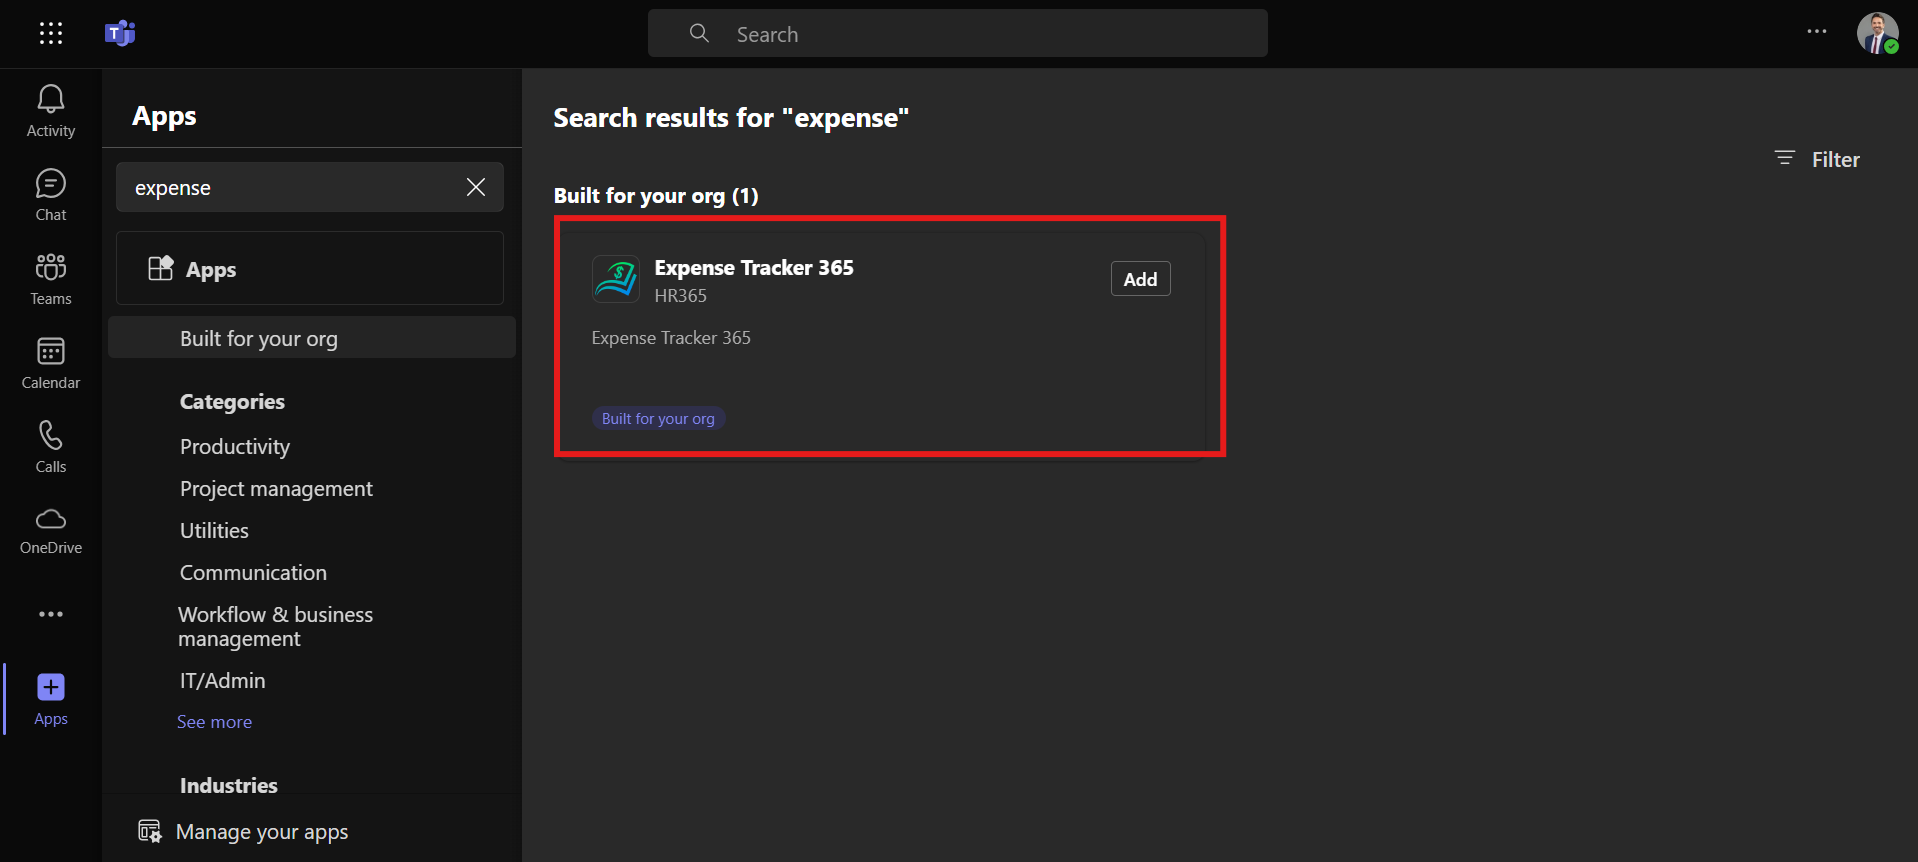 T
Search
Activity
Chat
Teams
Calendar
Calls
OneDrive
Apps
Apps
expense
Apps
Built for your org
Categories
Productivity
Project management
Utilities
Communication
Workflow & business
management
IT/Admin
See more
Industries
Manage your apps
Search results for "expense"
Filter
Built for your org (1)
$
Expense Tracker 365
HR365
Add
Expense Tracker 365
Built for your org